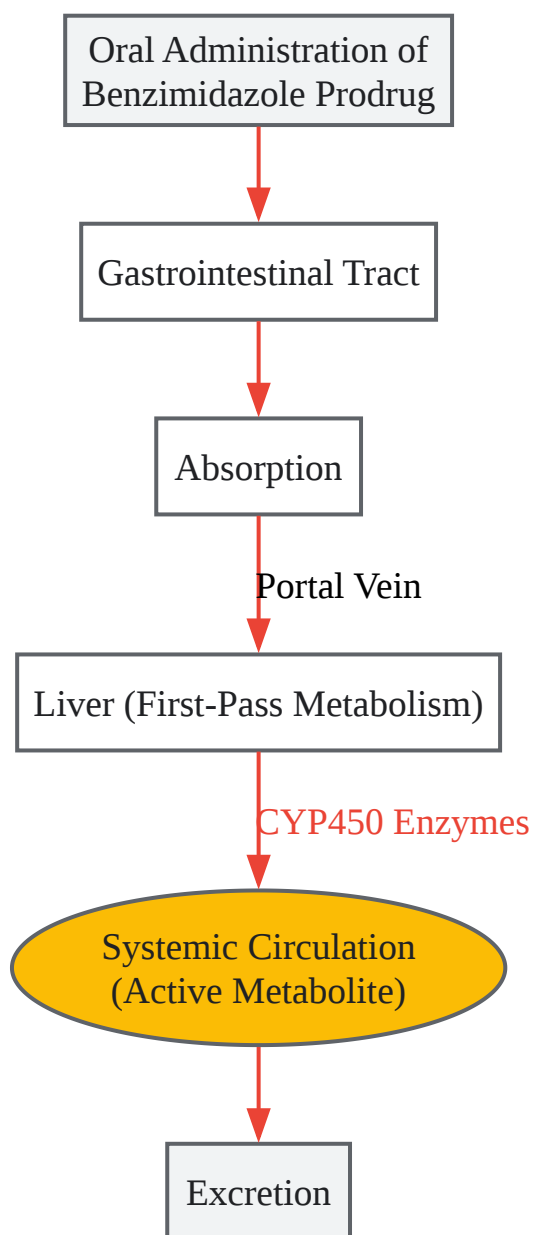 Oral Administration of
Benzimidazole Prodrug
Gastrointestinal Tract
Absorption
Portal Vein
Liver (First-Pass Metabolism)
CYP450 Enzymes
Systemic Circulation
(Active Metabolite)
Excretion